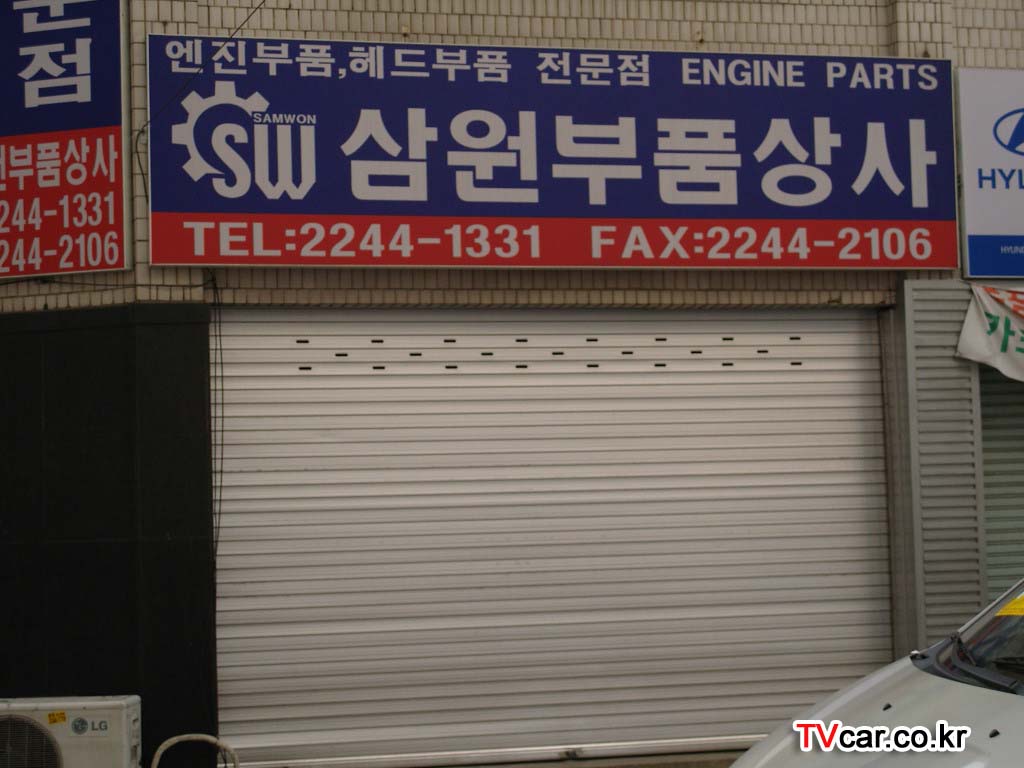 문
점
원부품상사
244-1331
244-2106
엔진부품,헤드부품 전문점 ENGINE PARTS
SAMWON
SW 삼원부품상사
TEL:2244-1331 FAX:2244-2106
LG
TVcar.co.kr